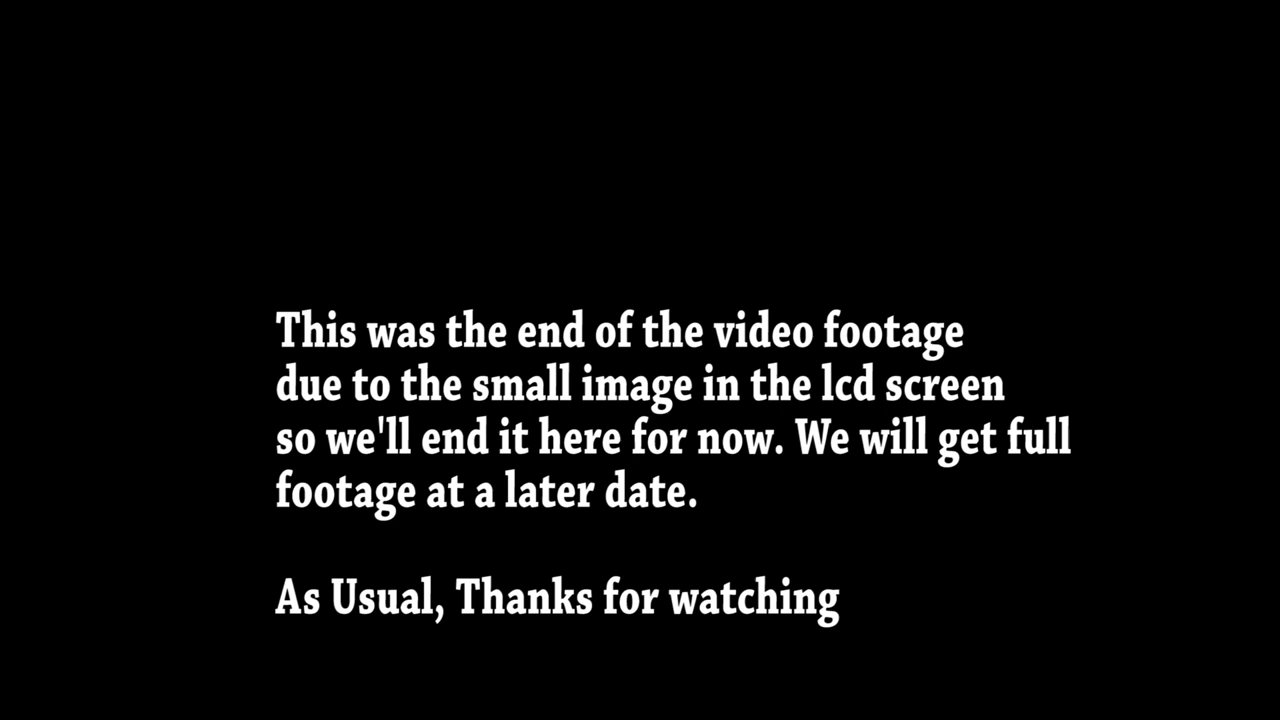 This was the end of the video footage
due to the small image in the lcd screen
so we'll end it here for now. We will get full
footage at a later date.
As Usual, Thanks for watching